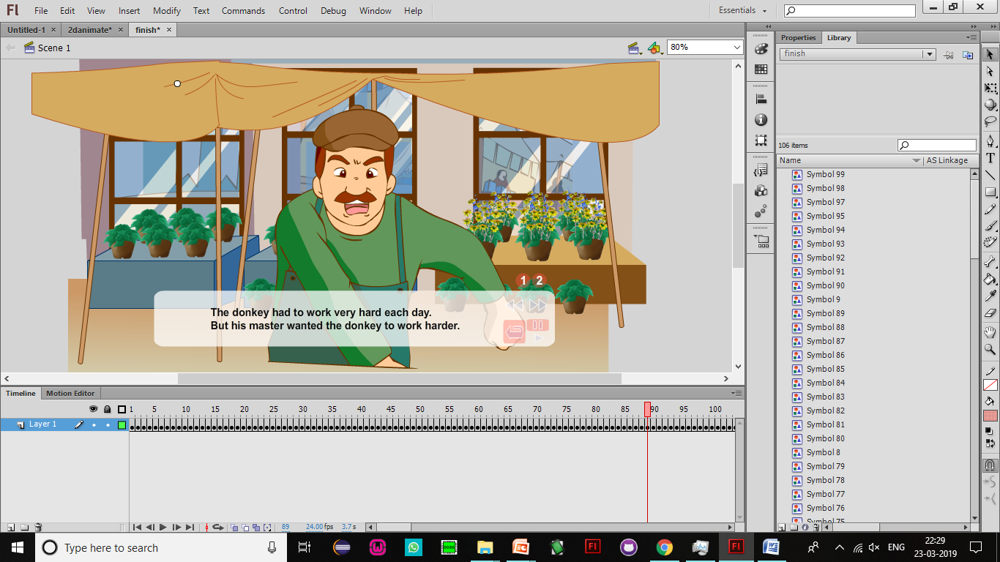 Fl File Edit View Insert Modify Text Commands Control Debug Window Help Essentials
Untitled-1 × 2danimate* × finish* ×
Scene 1 80%
The donkey had to work very hard each day.
But his master wanted the donkey to work harder.
1 2
Properties Library
finish
106 items
Name AS Linkage
Symbol 99
Symbol 98
Symbol 97
Symbol 95
Symbol 94
Symbol 93
Symbol 92
Symbol 91
Symbol 90
Symbol 9
Symbol 89
Symbol 88
Symbol 87
Symbol 86
Symbol 85
Symbol 84
Symbol 83
Symbol 82
Symbol 81
Symbol 80
Symbol 8
Symbol 79
Symbol 78
Symbol 77
Symbol 76
Symbol 75
T
Timeline Motion Editor
1 5 10 15 20 25 30 35 40 45 50 55 60 65 70 75 80 85 90 95 100
Layer 1
89 24.00 fps 3.7 s
Type here to search
8085
Fl
Fl
ENG
22:29
23-03-2019